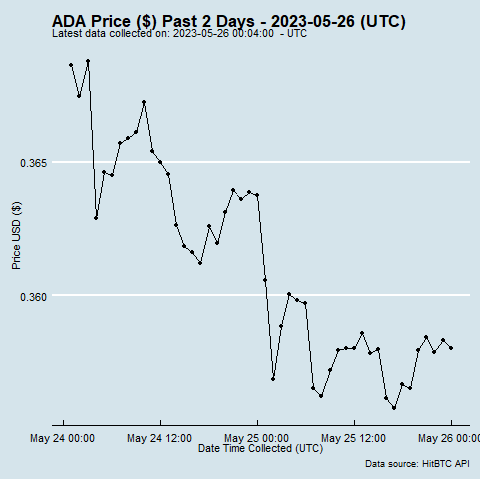 ADA Price ($) Past 2 Days - 2023-05-26 (UTC)
Latest data collected on: 2023-05-26 00:04:00 - UTC
0.365
Price USD ($)
0.360
May 24 00:00 May 24 12:00 May 25 00:00 May 25 12:00 May 26 00:00
Date Time Collected (UTC)
Data source: HitBTC API